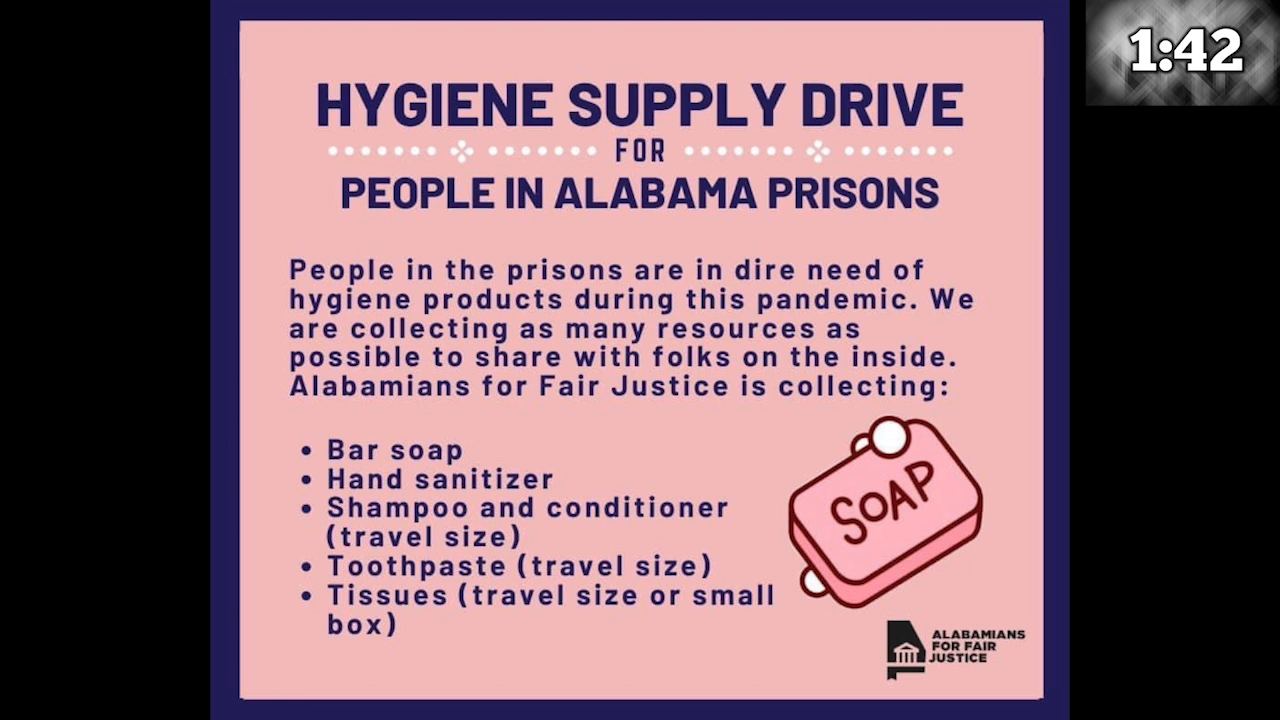 1:42
HYGIENE SUPPLY DRIVE
FOR
PEOPLE IN ALABAMA PRISONS
People in the prisons are in dire need of
hygiene products during this pandemic. We
are collecting as many resources as
possible to share with folks on the inside.
Alabamians for Fair Justice is collecting:
• Bar soap
• Hand sanitizer
• Shampoo and conditioner
(travel size)
• Toothpaste (travel size)
• Tissues (travel size or small
box)
SOAP
ALABAMIANS
FOR FAIR
JUSTICE